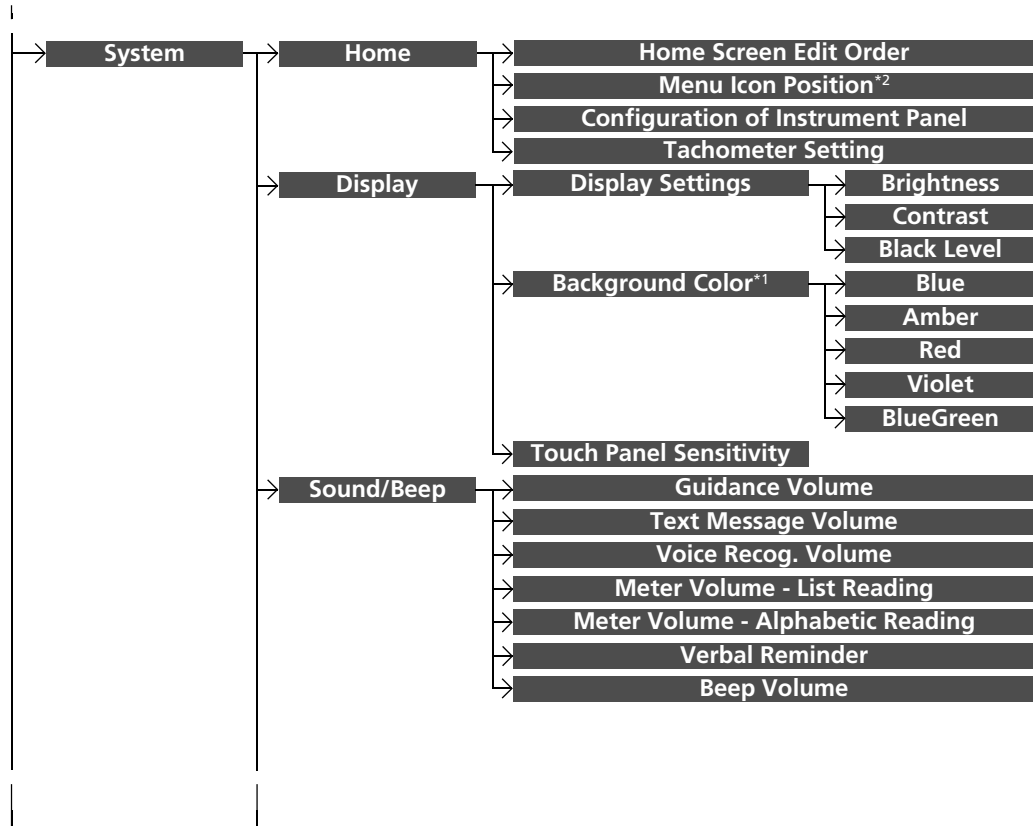 System
Home
Home Screen Edit Order
Menu Icon Position*2
Configuration of Instrument Panel
Tachometer Setting
Display
Display Settings
Brightness
Contrast
Black Level
Background Color*1
Blue
Amber
Red
Violet
BlueGreen
Touch Panel Sensitivity
Sound/Beep
Guidance Volume
Text Message Volume
Voice Recog. Volume
Meter Volume - List Reading
Meter Volume - Alphabetic Reading
Verbal Reminder
Beep Volume